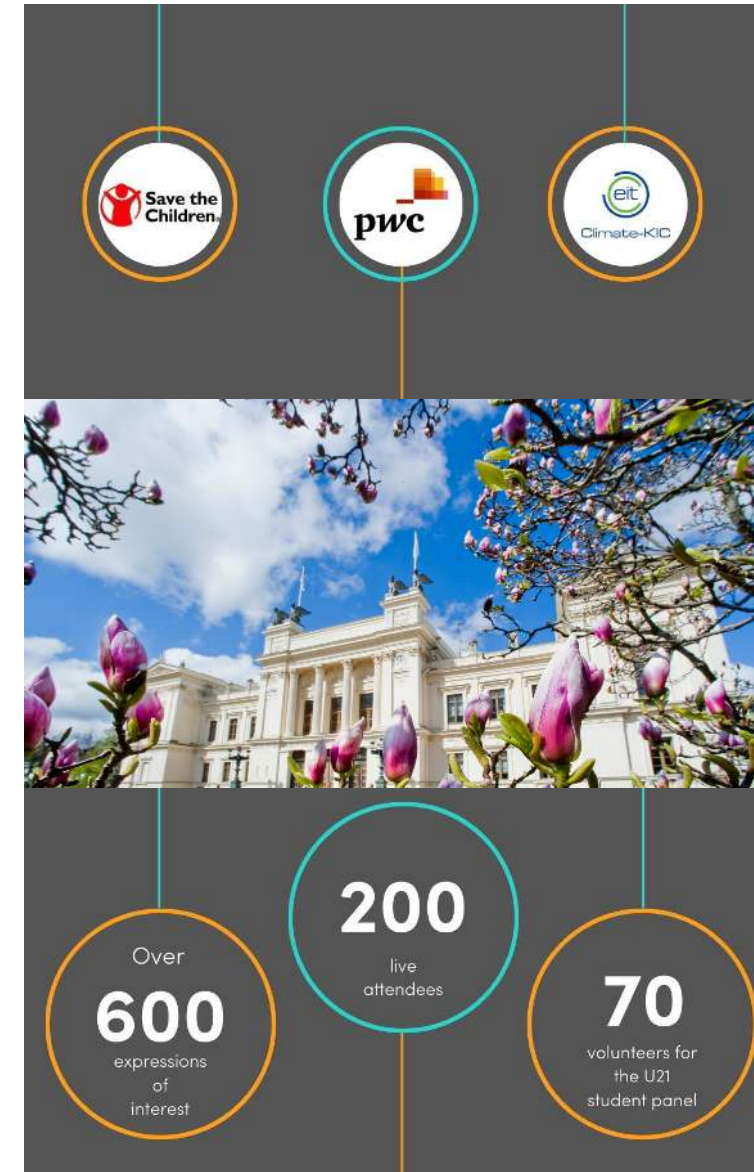 Save the
Children®
pwc
eit
Climate-KIC
200
live
attendees
Over
600
expressions
of
interest
70
volunteers for
the U21
student panel